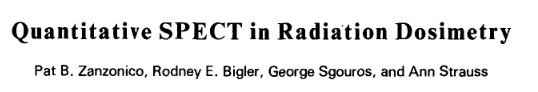 Quantitative SPECT in Radiation Dosimetry
Pat B. Zanzonico, Rodney E. Bigler, George Sgouros, and Ann Strauss